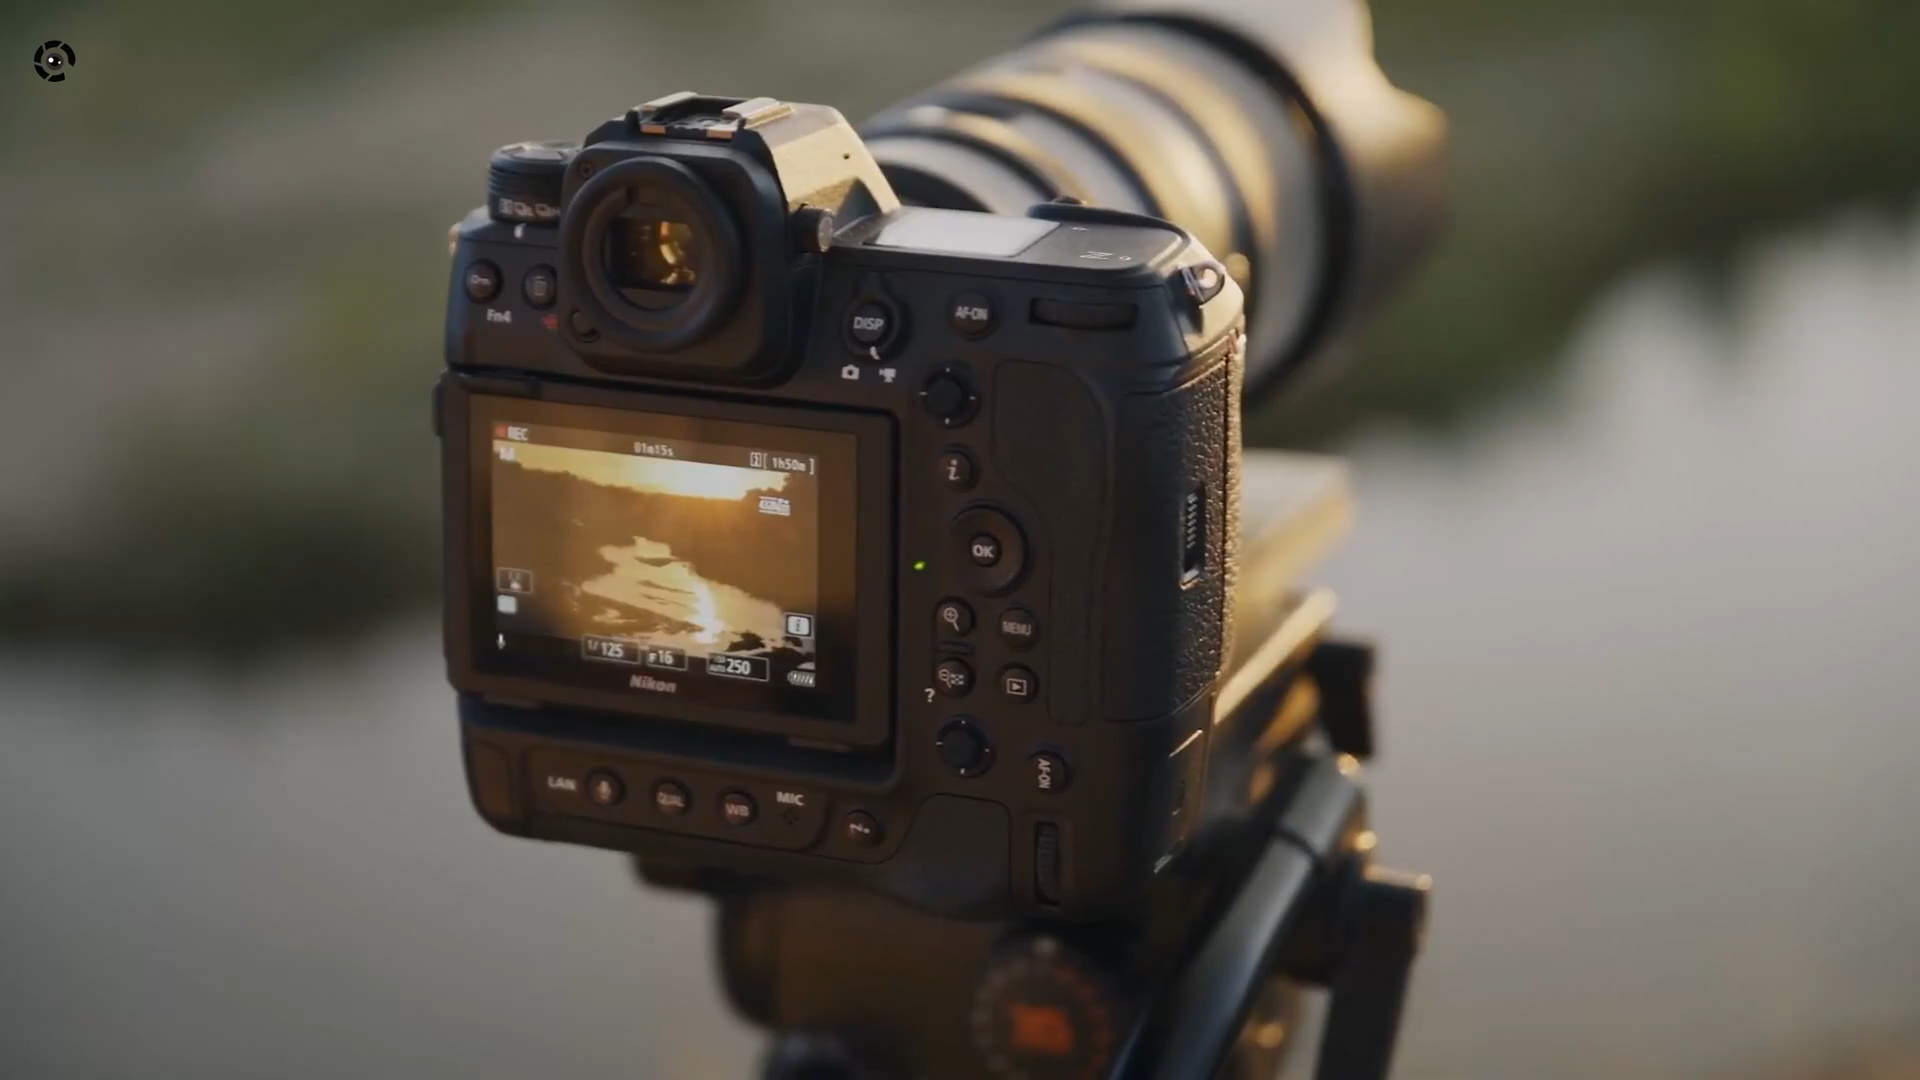 Fn4
DISP
AF-ON
REC
01m15s
[1h50m]
i
OK
MENU
1/125
F16
AUTO 250
Nikon
?
LAN
QUAL
WB
MIC
AF-ON